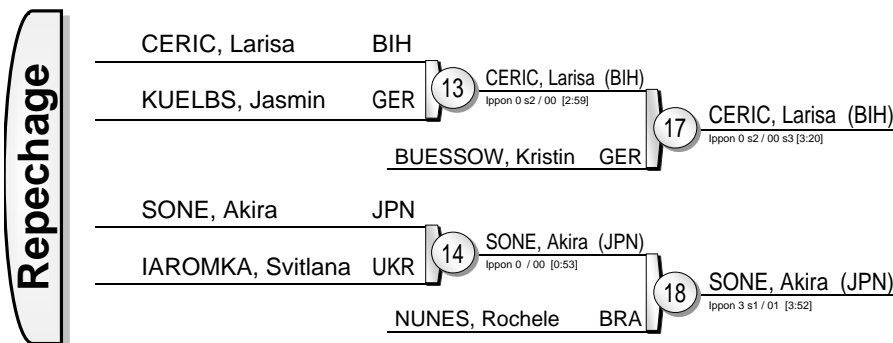 Repechage
CERIC, Larisa BIH
KUELBS, Jasmin GER
13
CERIC, Larisa (BIH)
Ippon 0 s2 / 00 [2:59]
BUESSOW, Kristin GER
17
CERIC, Larisa (BIH)
Ippon 0 s2 / 00 s3 [3:20]
SONE, Akira JPN
IAROMKA, Svitlana UKR
14
SONE, Akira (JPN)
Ippon 0 / 00 [0:53]
NUNES, Rochele BRA
18
SONE, Akira (JPN)
Ippon 3 s1 / 01 [3:52]